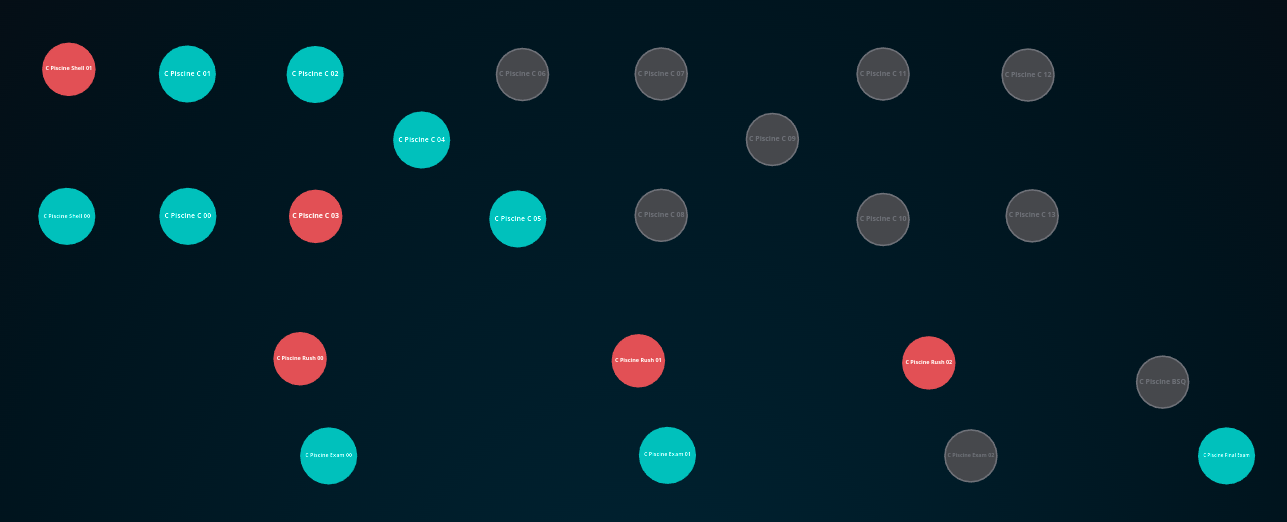 C Piscine Shell 01
C Piscine C 01
C Piscine C 02
C Piscine C 06
C Piscine C 07
C Piscine C 11
C Piscine C 12
C Piscine C 04
C Piscine C 09
C Piscine Shell 00
C Piscine C 00
C Piscine C 03
C Piscine C 05
C Piscine C 08
C Piscine C 10
C Piscine C 13
C Piscine Rush 00
C Piscine Rush 01
C Piscine Rush 02
C Piscine BSQ
C Piscine Exam 00
C Piscine Exam 01
C Piscine Exam 02
C Piscine Final Exam